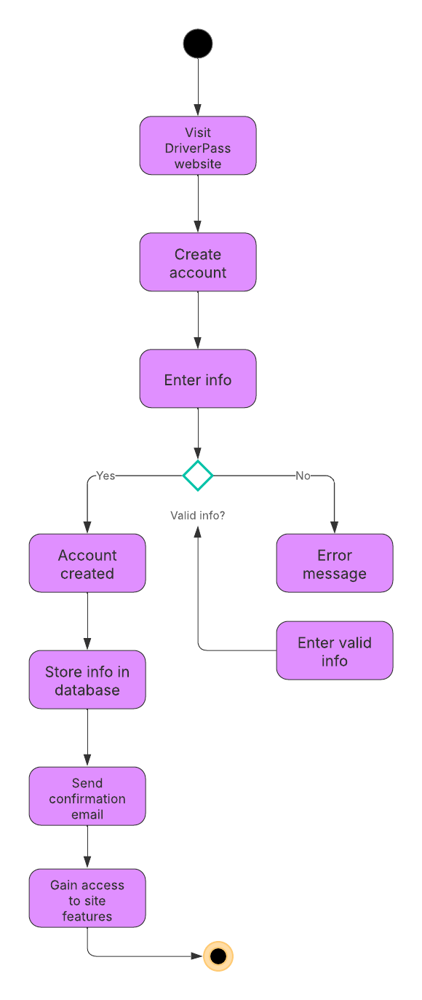 Visit
DriverPass
website
Create
account
Enter info
Yes
No
Valid info?
Account
created
Error
message
Enter valid
info
Store info in
database
Send
confirmation
email
Gain access
to site
features